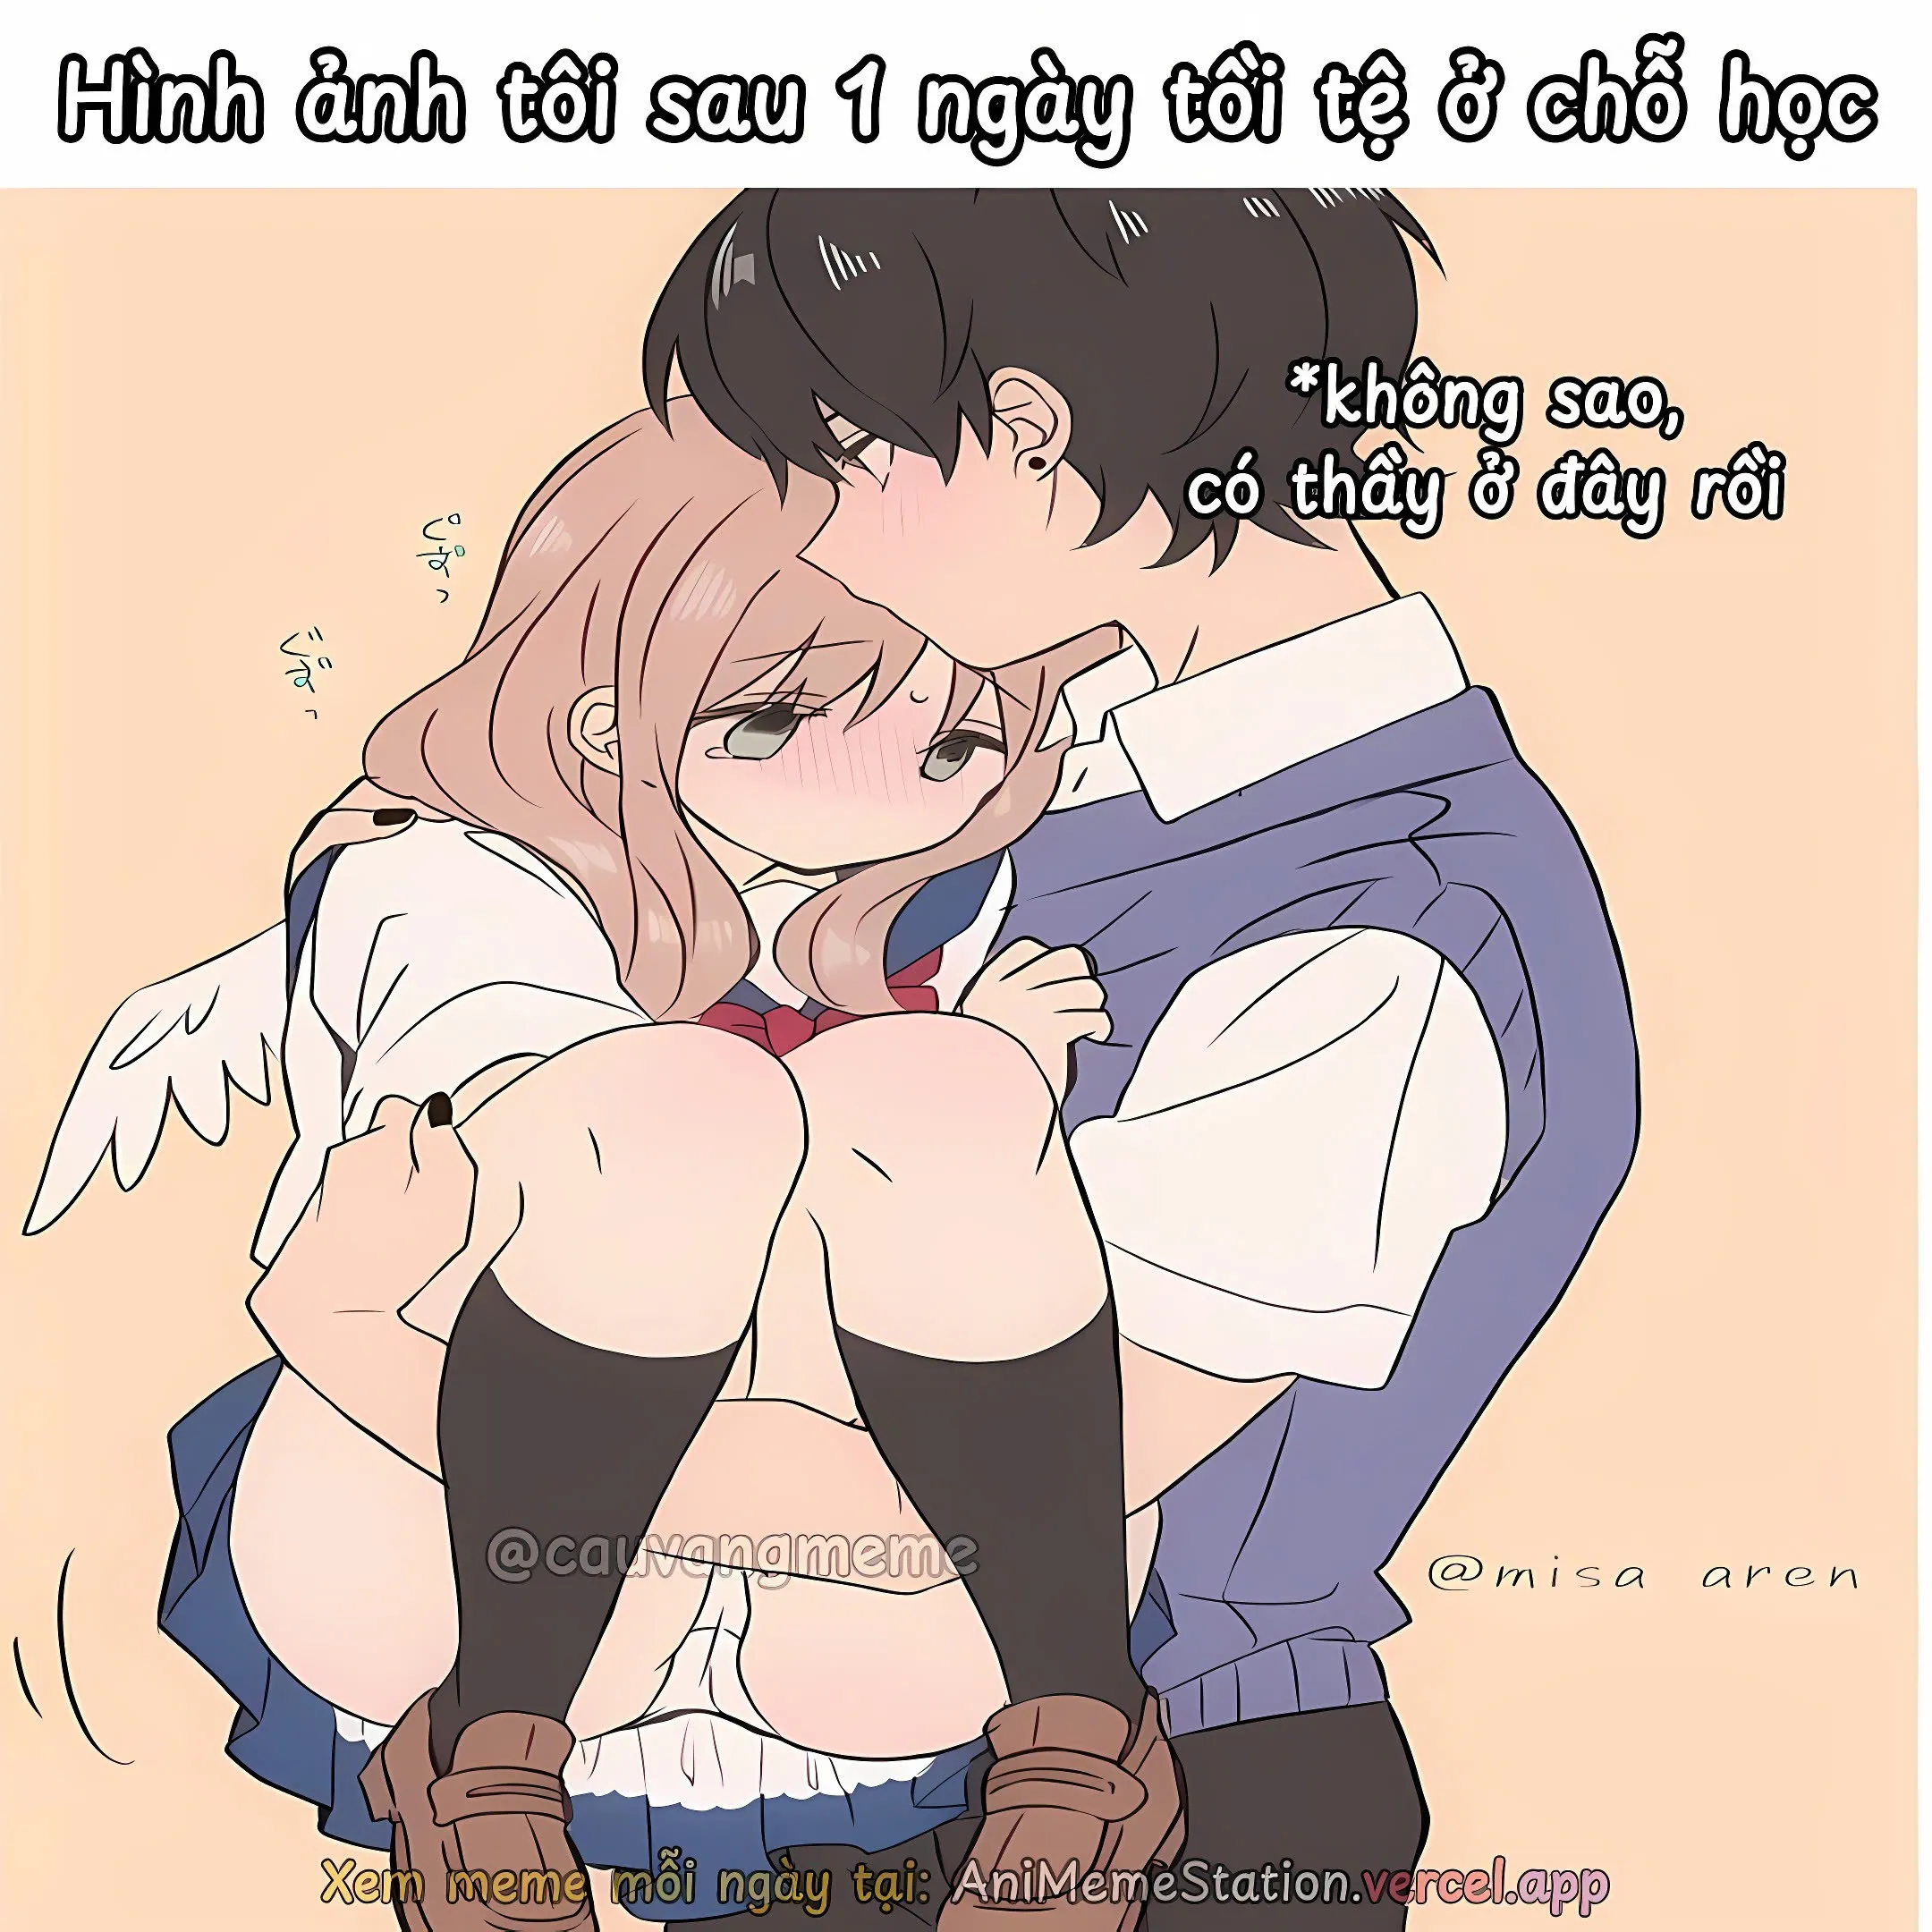 Hình ảnh tôi sau 1 ngày tồi tệ ở chỗ học
*không sao,
có thầy ở đây rồi
@cauvangmeme
@misa aren
Xem meme mỗi ngày tại: AniMemeStation.vercel.app